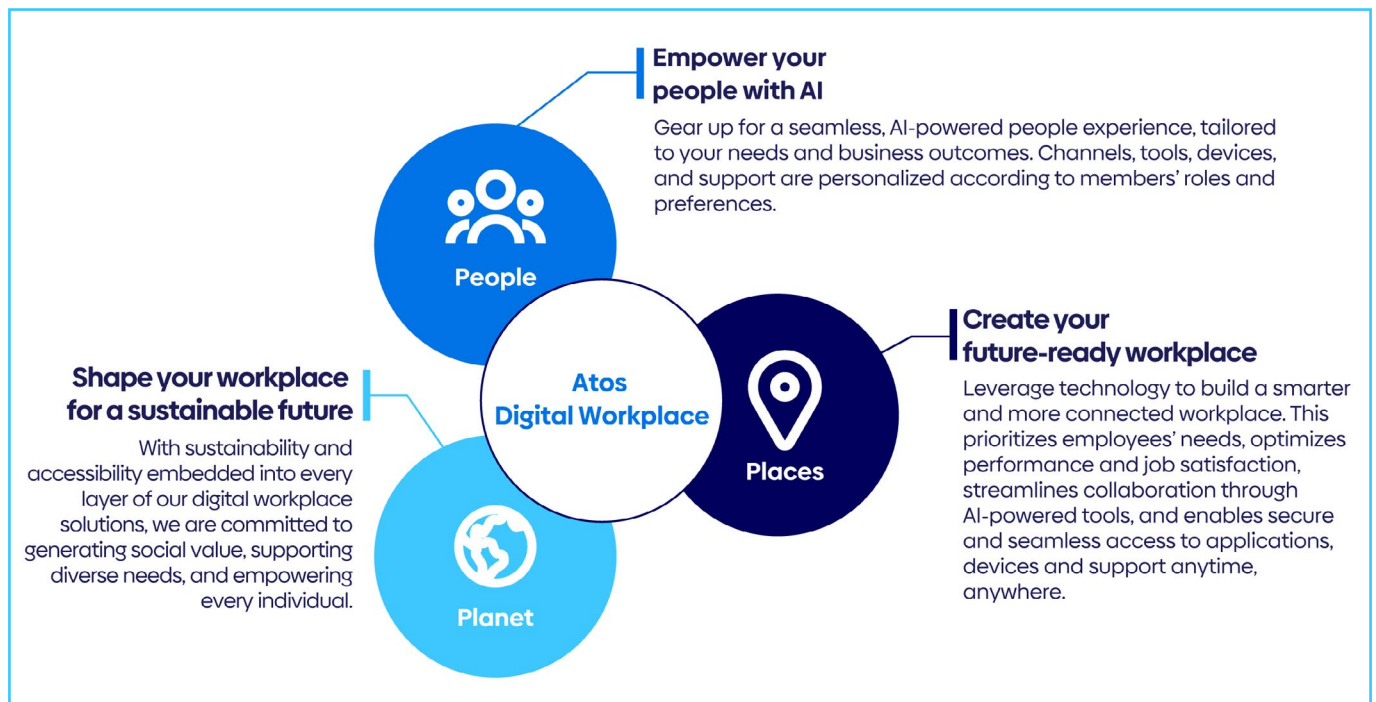 Empower your
people with AI
Gear up for a seamless, AI-powered people experience, tailored
to your needs and business outcomes. Channels, tools, devices,
and support are personalized according to members' roles and
preferences.
People
Create your
future-ready workplace
Leverage technology to build a smarter
and more connected workplace. This
prioritizes employees' needs, optimizes
performance and job satisfaction,
streamlines collaboration through
AI-powered tools, and enables secure
and seamless access to applications,
devices and support anytime,
anywhere.
Places
Atos
Digital Workplace
Shape your workplace
for a sustainable future
With sustainability and
accessibility embedded into every
layer of our digital workplace
solutions, we are committed to
generating social value, supporting
diverse needs, and empowering
every individual.
Planet